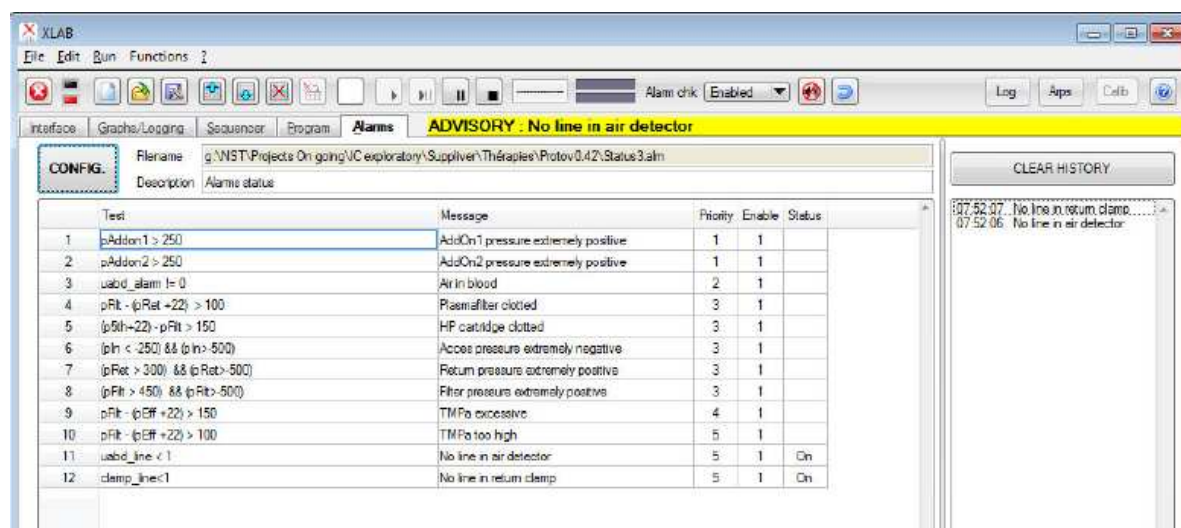 XLAB
File Edit Run Functions ?
Alarm chk Enabled Log Arps Calib
Interface Graphs/Logging Sequencer Program Alarms ADVISORY : No line in air detector
CONFIG.
Filename g:\NST\Projects On going\JC exploratory\Suppliver\Thérapies\Protov0.42\Status3.alm
Description Alarms status
CLEAR HISTORY
07:52:07 No line in return clamp
07:52:06 No line in air detector
Test Message Priority Enable Status
1 pAddon1 > 250 AddOn1 pressure extremely positive 1 1
2 pAddon2 > 250 AddOn2 pressure extremely positive 1 1
3 uabd_alarm != 0 Air in blood 2 1
4 pFilt - (pRet +22) > 100 Plasmafilter clotted 3 1
5 (p5th+22) - pFilt > 150 HP cartridge clotted 3 1
6 (pIn < -250) && (pIn>-500) Acces pressure extremely negative 3 1
7 (pRet > 300) && (pRet>-500) Return pressure extremely positive 3 1
8 (pFilt > 450) && (pFilt>-500) Filter pressure extremely positive 3 1
9 pFilt - (pEff +22) > 150 TMPa excessive 4 1
10 pFilt - (pEff +22) > 100 TMPa too high 5 1
11 uabd_line < 1 No line in air detector 5 1 On
12 clamp_line<1 No line in return clamp 5 1 On